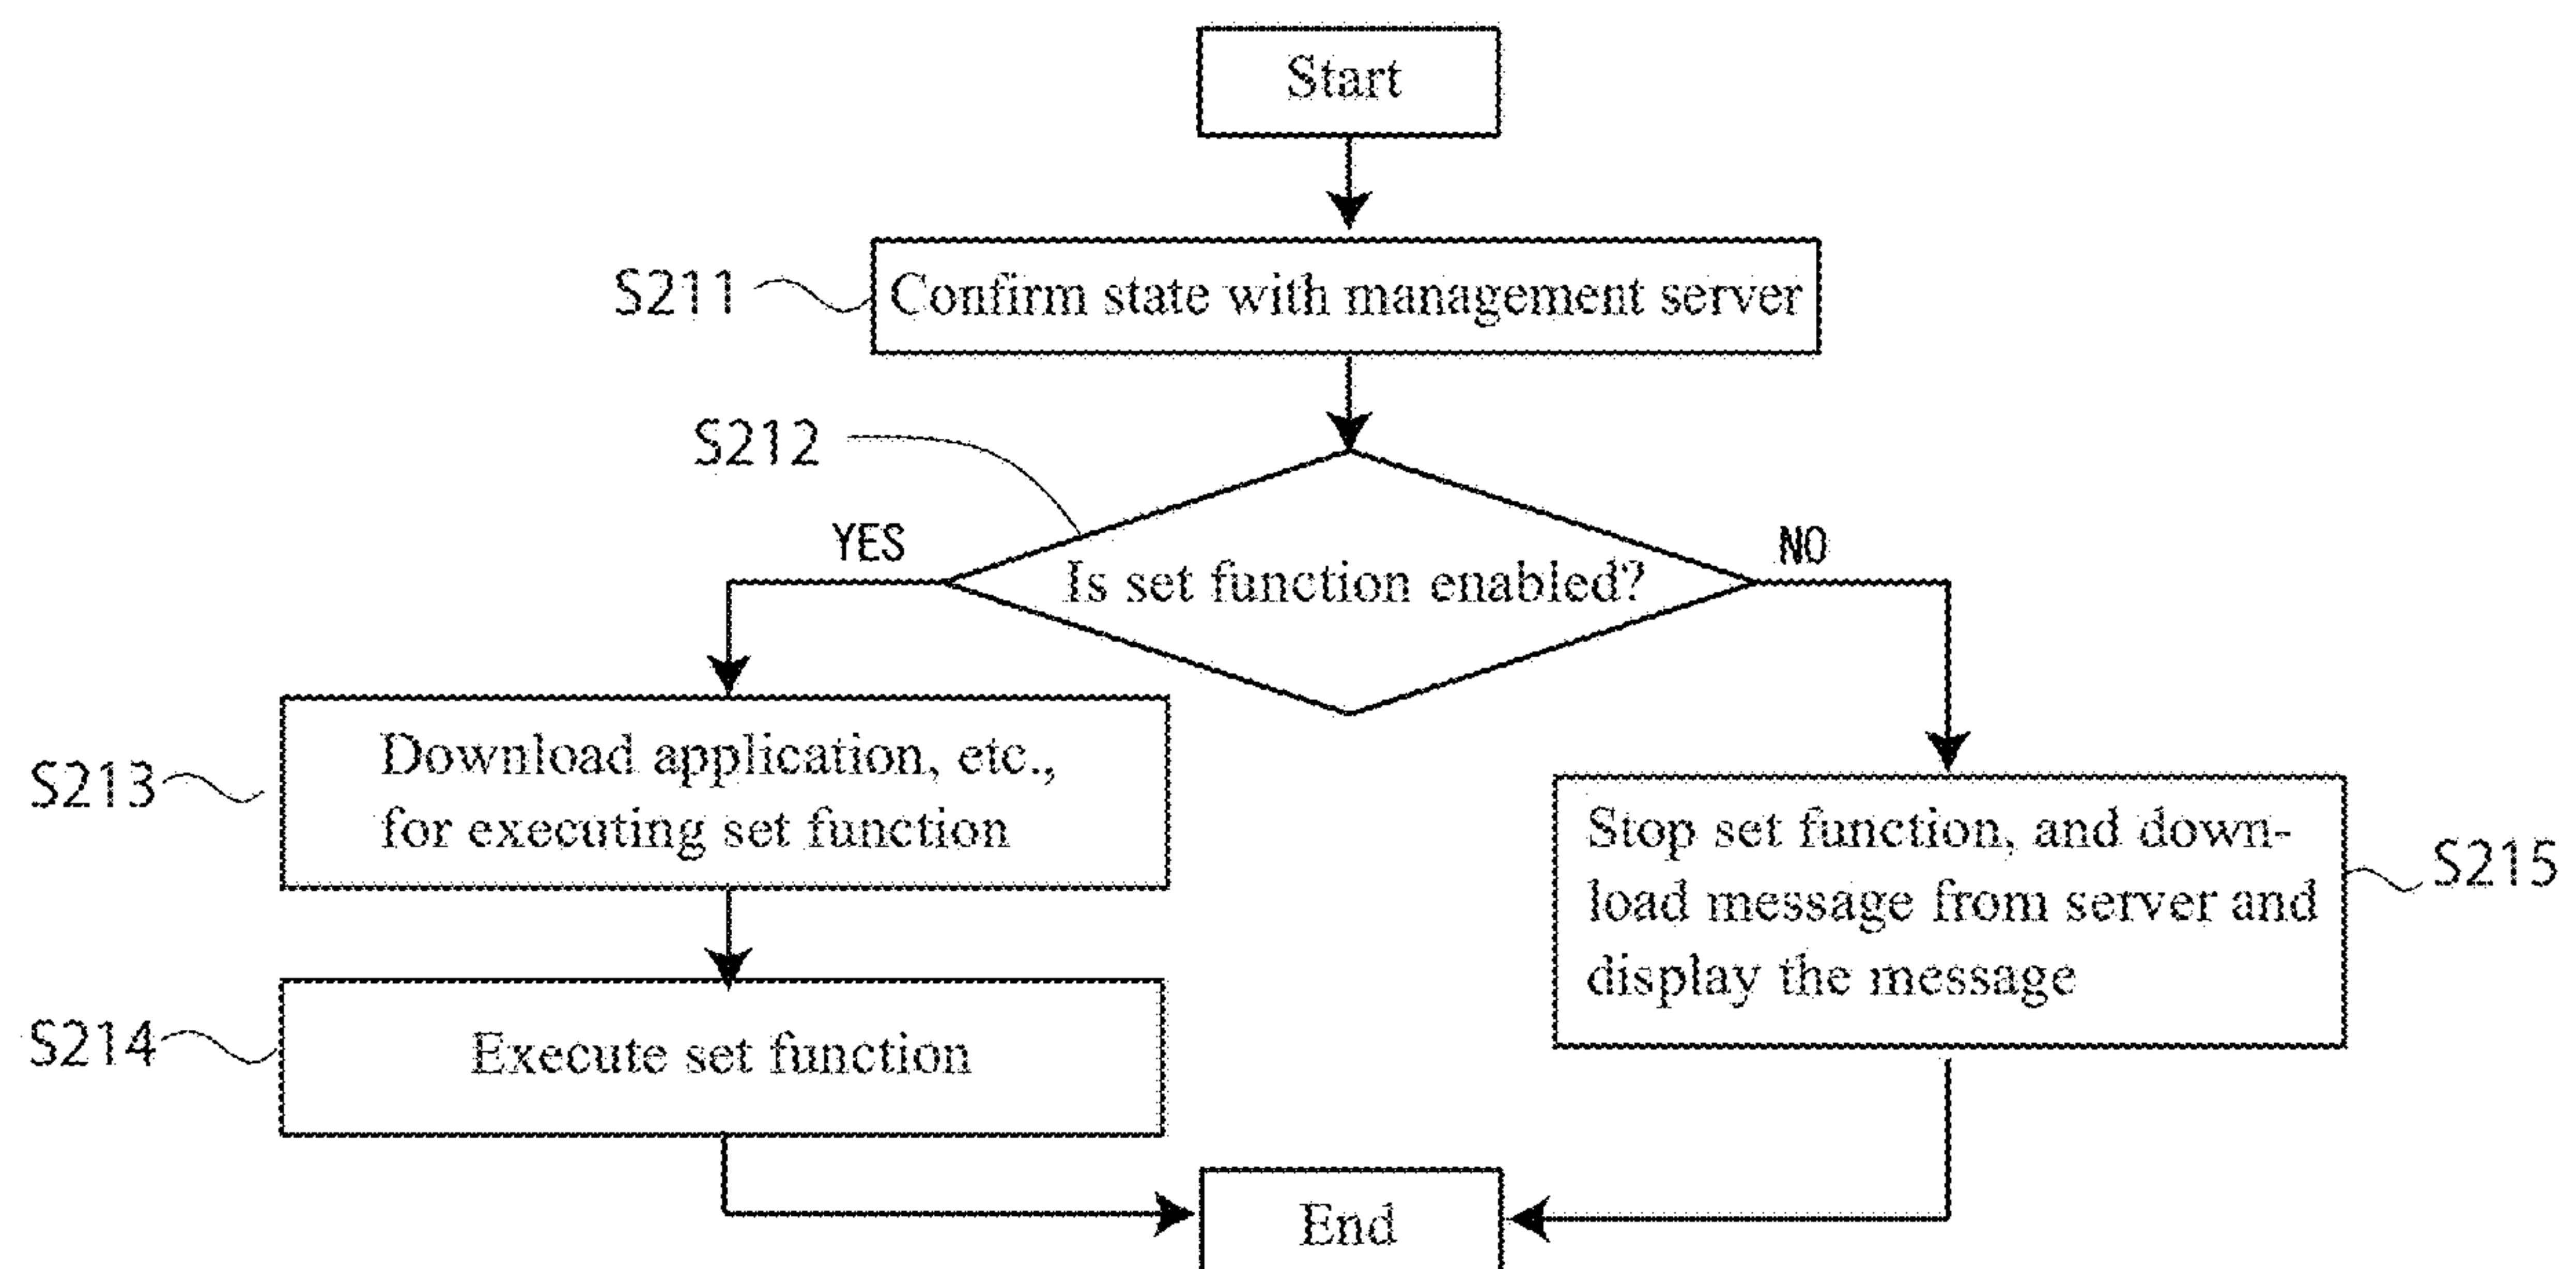 Start
S211
Confirm state with management server
S212
YES
NO
Is set function enabled?
S213
Download application, etc.,
for executing set function
Stop set function, and down-
load message from server and
display the message
S215
S214
Execute set function
End